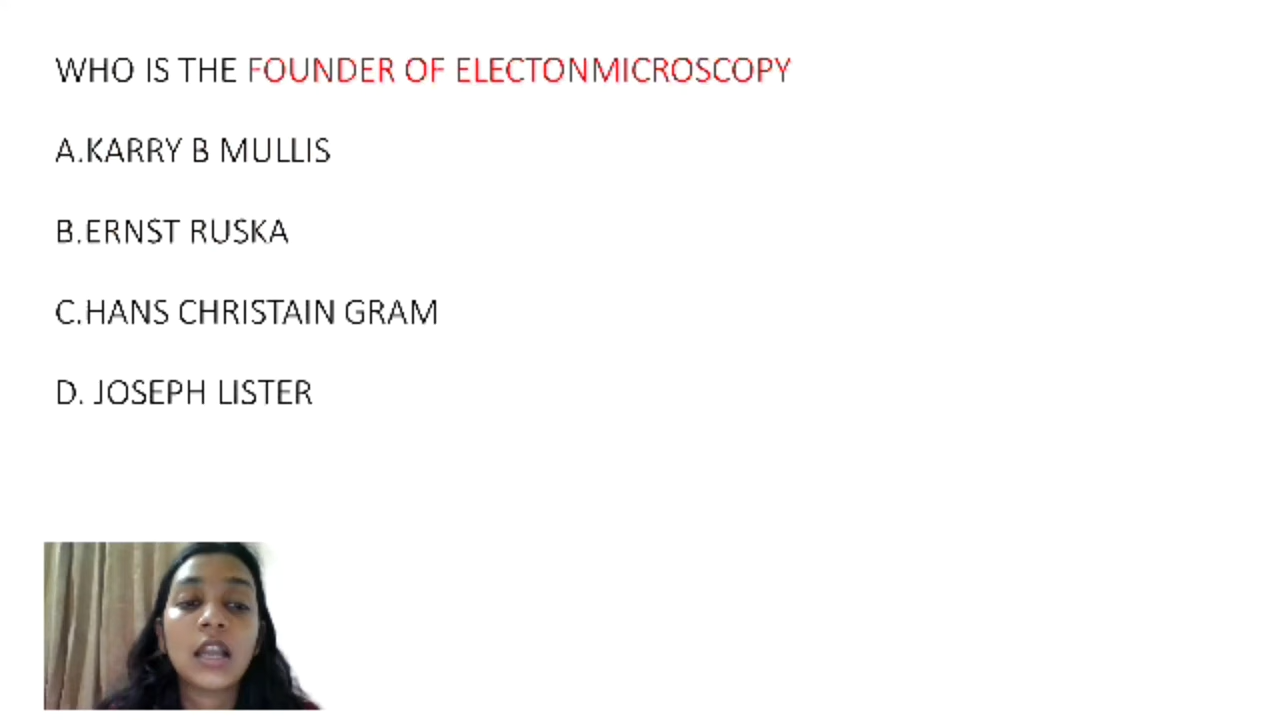 WHO IS THE FOUNDER OF ELECTONMICROSCOPY
A.KARRY B MULLIS
B.ERNST RUSKA
C.HANS CHRISTAIN GRAM
D. JOSEPH LISTER